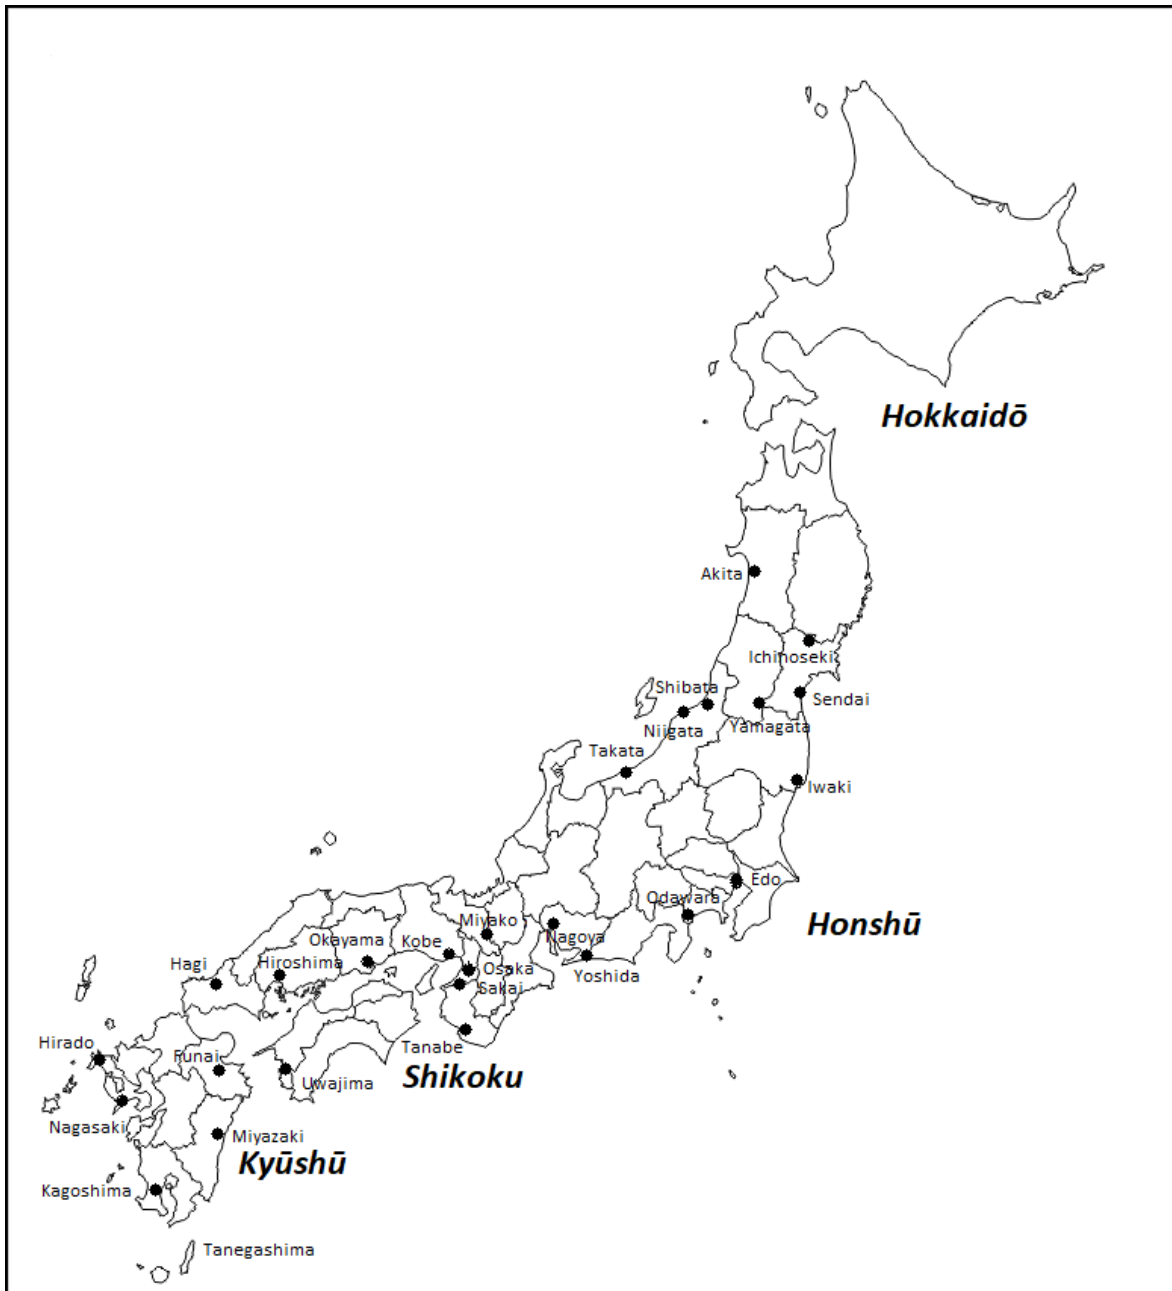 Hokkaidō
Akita
Ichinoseki
Shibata
Sendai
Niigata
Yamagata
Takata
Iwaki
Edo
Odawara
Honshū
Miyako
Nagoya
Okayama
Kobe
Hagi
Hiroshima
Osaka
Yoshida
Sakai
Hirado
Tanabe
Funai
Shikoku
Uwajima
Nagasaki
Miyazaki
Kyūshū
Kagoshima
Tanegashima